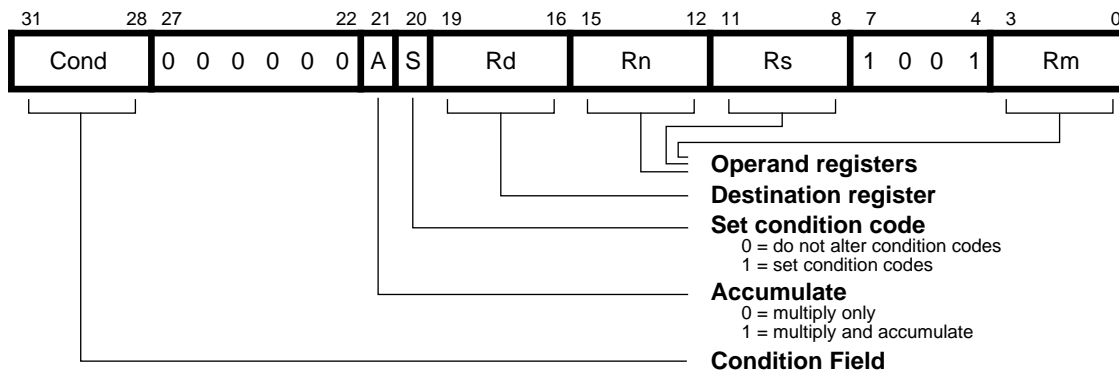 31 28 27 22 21 20 19 16 15 12 11 8 7 4 3 0
Cond 0 0 0 0 0 0 A S Rd Rn Rs 1 0 0 1 Rm
Operand registers
Destination register
Set condition code
0 = do not alter condition codes
1 = set condition codes
Accumulate
0 = multiply only
1 = multiply and accumulate
Condition Field